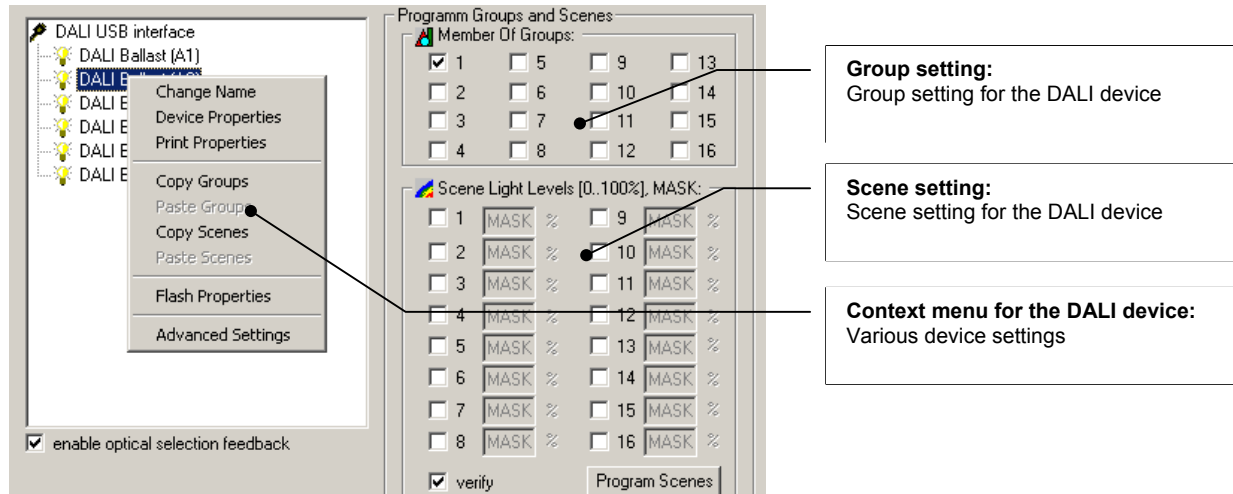 DALI USB interface
DALI Ballast (A1)
DALI
DALI
DALI
DALI
DALI
Change Name
Device Properties
Print Properties
Copy Groups
Paste Groups
Copy Scenes
Paste Scenes
Flash Properties
Advanced Settings
enable optical selection feedback
Programm Groups and Scenes
Member Of Groups:
1 5 9 13
2 6 10 14
3 7 11 15
4 8 12 16
Scene Light Levels [0..100%], MASK:
1 MASK % 9 MASK %
2 MASK % 10 MASK %
3 MASK % 11 MASK %
4 MASK % 12 MASK %
5 MASK % 13 MASK %
6 MASK % 14 MASK %
7 MASK % 15 MASK %
8 MASK % 16 MASK %
verify Program Scenes
Group setting:
Group setting for the DALI device
Scene setting:
Scene setting for the DALI device
Context menu for the DALI device:
Various device settings